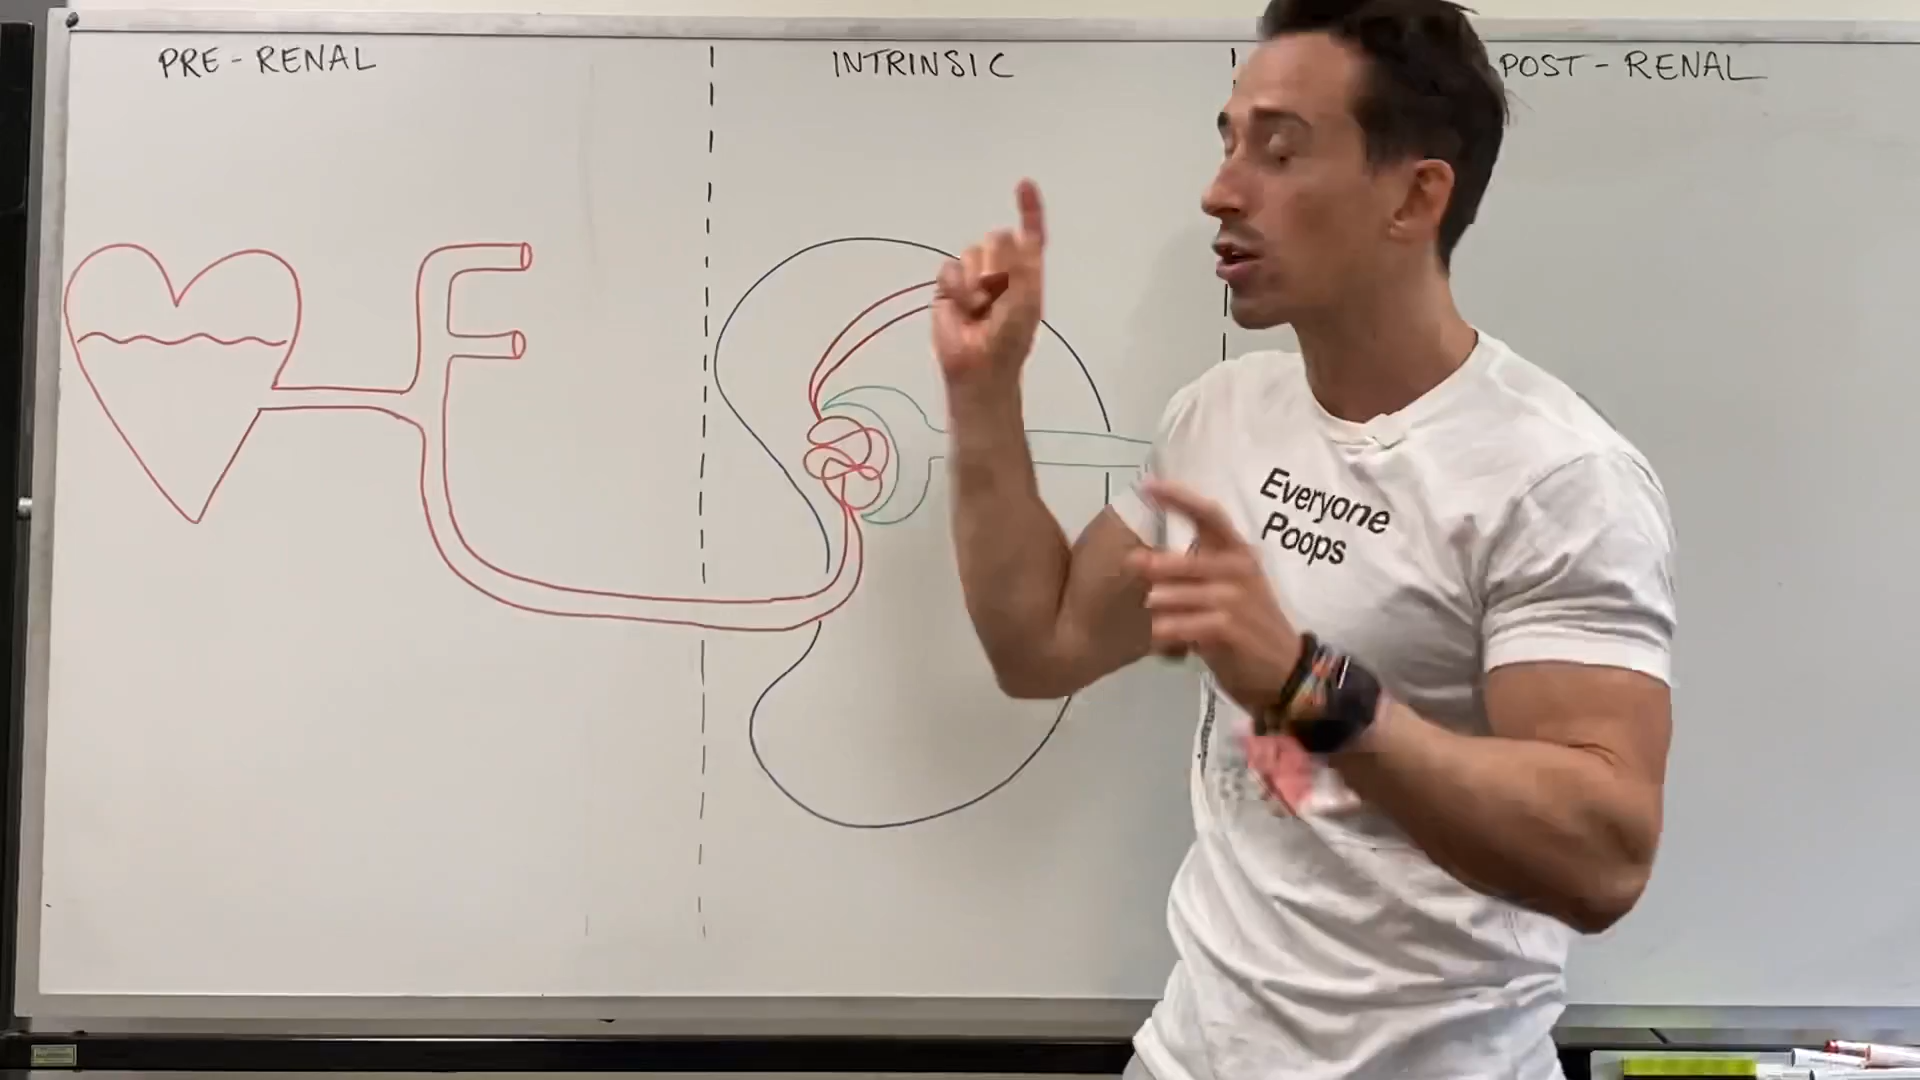 PRE-RENAL
INTRINSIC
POST-RENAL
Everyone
Poops